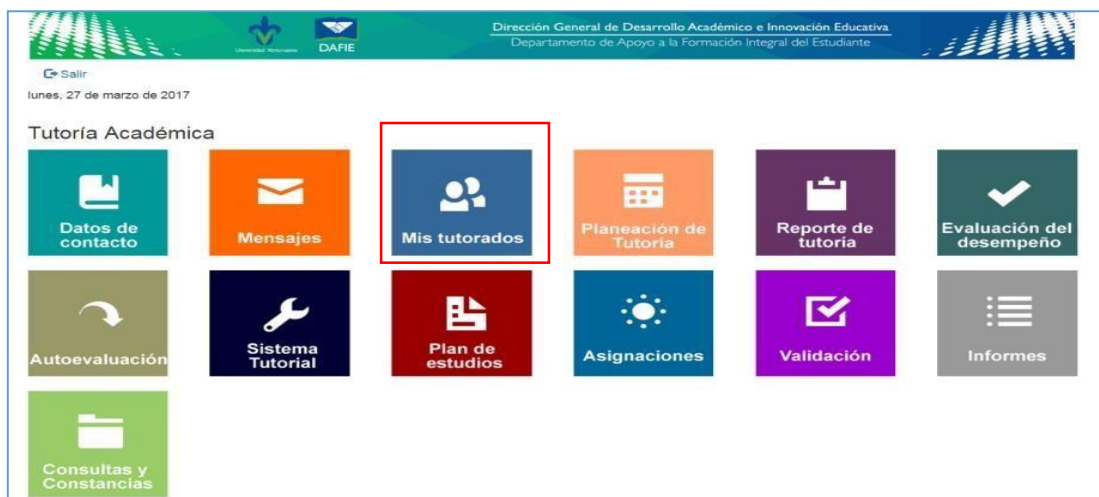 Dirección General de Desarrollo Académico e Innovación Educativa
Departamento de Apoyo a la Formación Integral del Estudiante
Universidad Veracruzana
DAFIE
Salir
lunes, 27 de marzo de 2017
Tutoría Académica
Datos de
contacto
Mensajes
Mis tutorados
Planeación de
Tutoría
Reporte de
tutoría
Evaluación del
desempeño
Autoevaluación
Sistema
Tutorial
Plan de
estudios
Asignaciones
Validación
Informes
Consultas y
Constancias